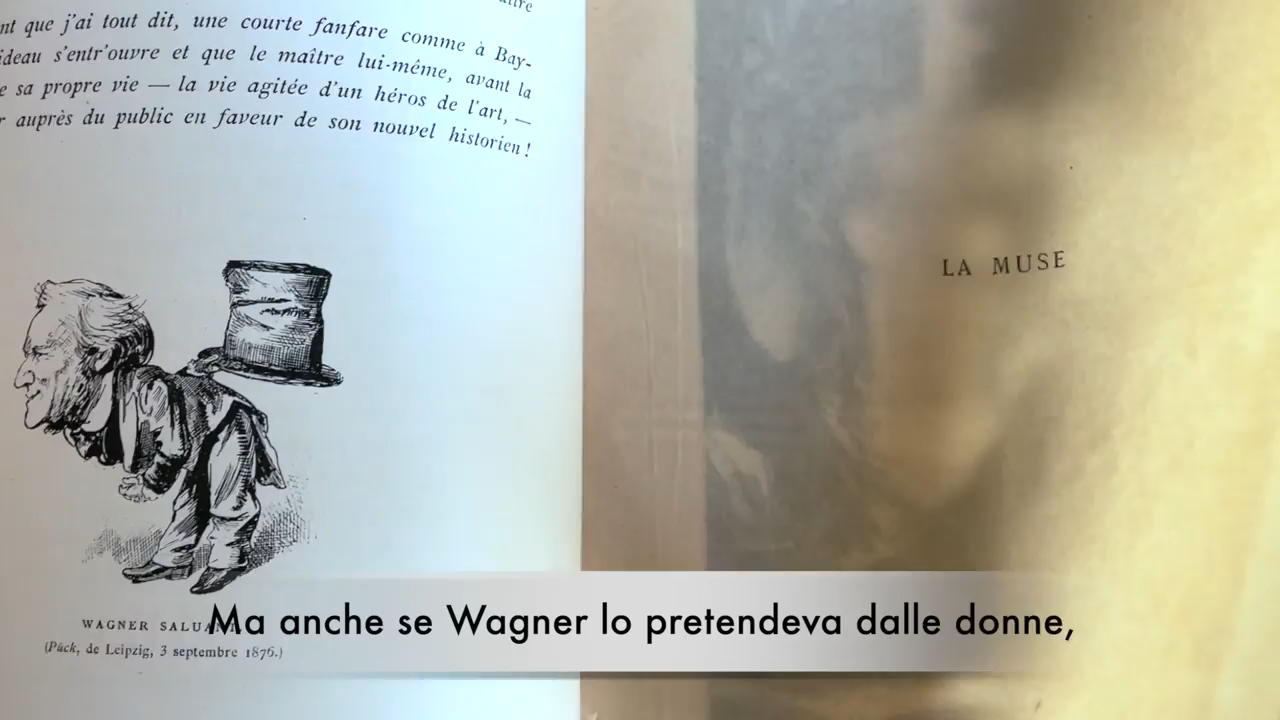 nt que j'ai tout dit, une courte fanfare comme à Bay-
ideau s'entr'ouvre et que le maître lui-même, avant la
e sa propre vie — la vie agitée d'un héros de l'art, —
r auprès du public en faveur de son nouvel historien !
LA MUSE
WAGNER SALUA
(Pück, de Leipzig, 3 septembre 1876.)
Ma anche se Wagner lo pretendeva dalle donne,